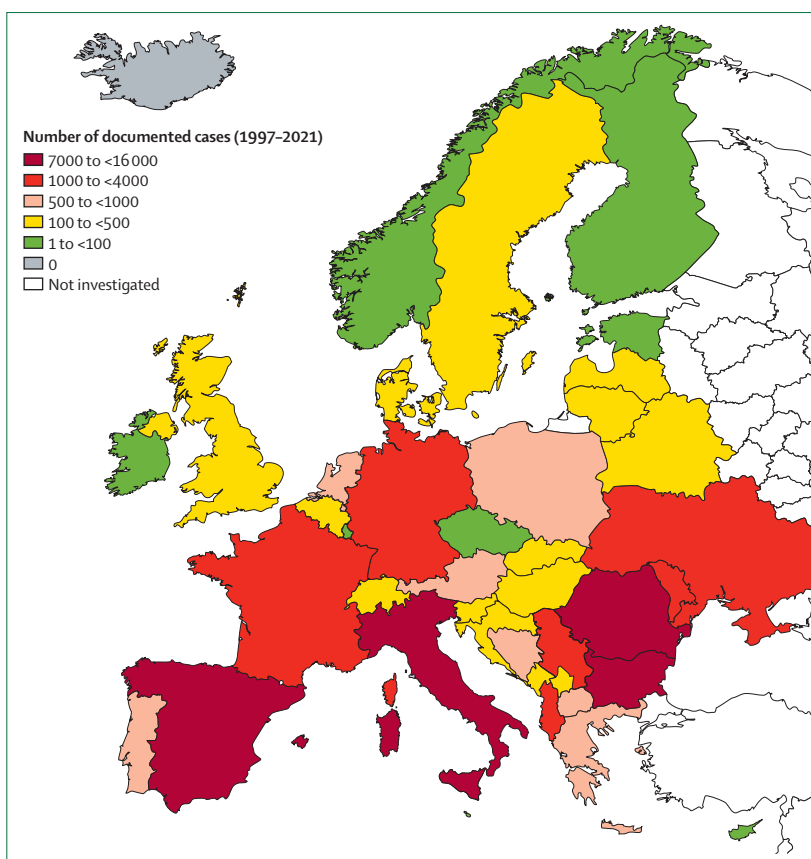 Number of documented cases (1997–2021)
7000 to <16 000
1000 to <4000
500 to <1000
100 to <500
1 to <100
0
Not investigated